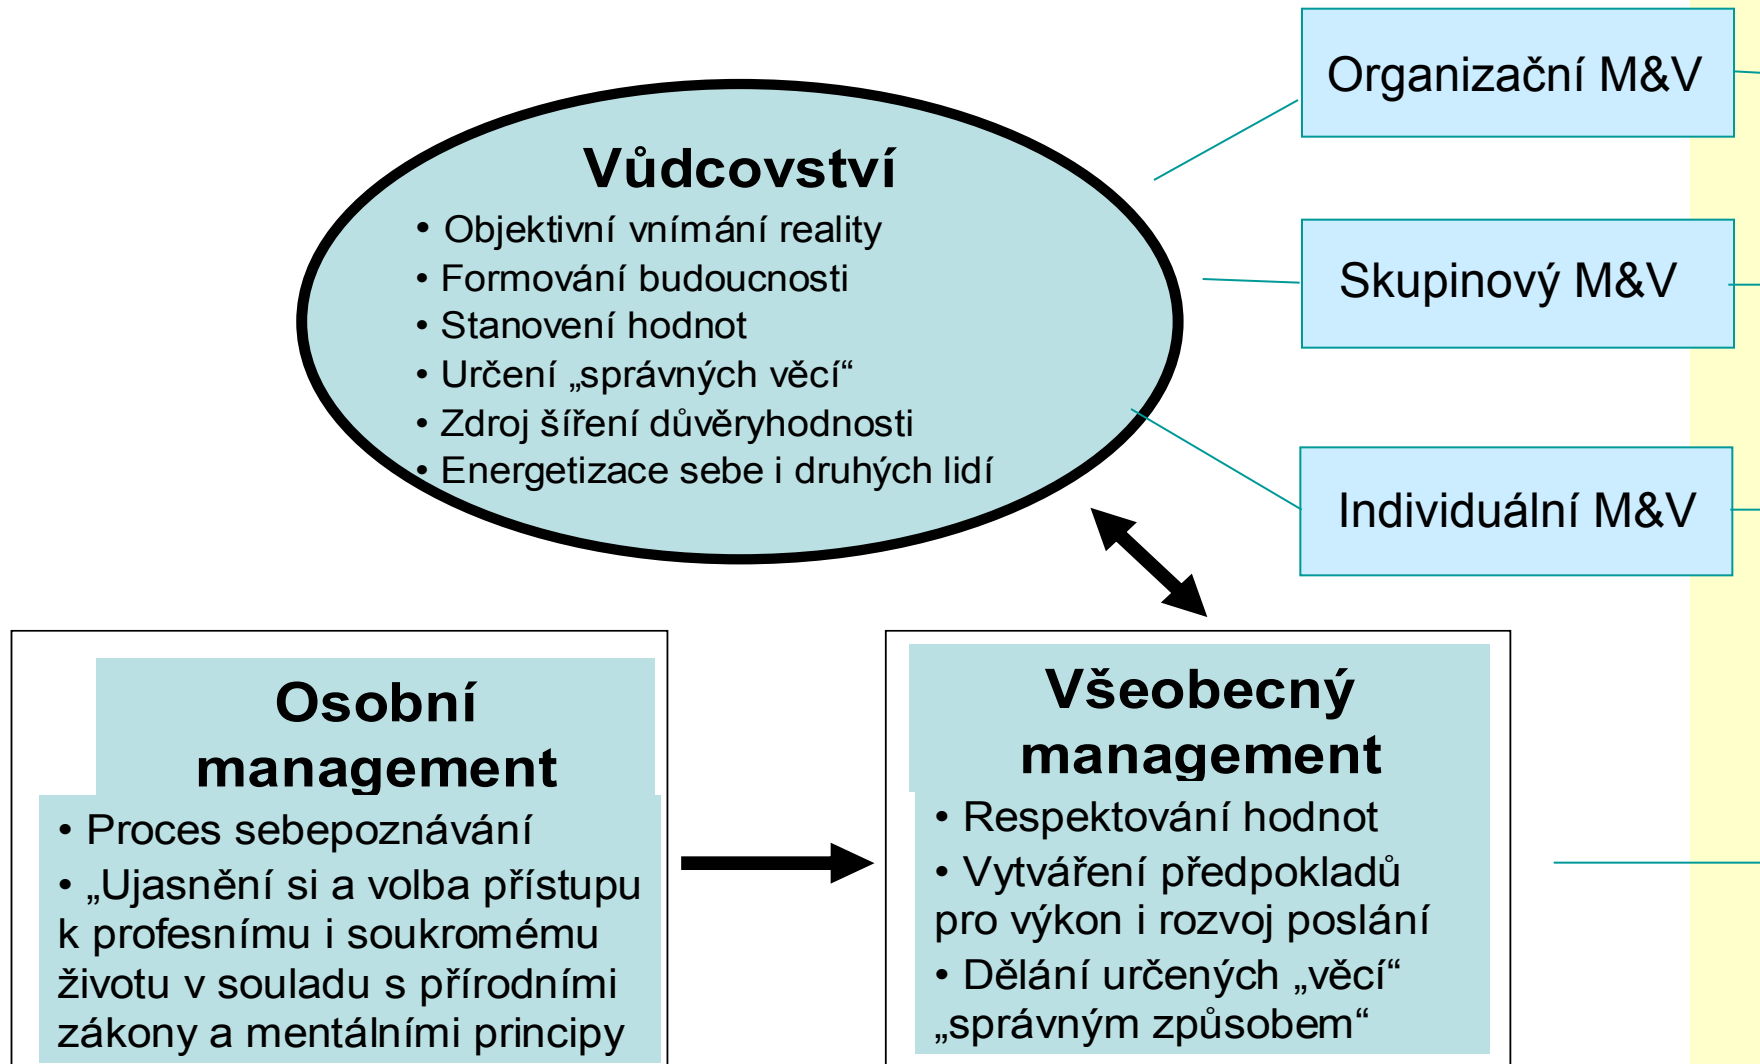 Organizační M&V
Vůdcovství
• Objektivní vnímání reality
• Formování budoucnosti
• Stanovení hodnot
• Určení „správných věcí“
• Zdroj šíření důvěryhodnosti
• Energetizace sebe i druhých lidí
Skupinový M&V
Individuální M&V
Osobní
management
• Proces sebepoznávání
• „Ujasnění si a volba přístupu
k profesnímu i soukromému
životu v souladu s přírodními
zákony a mentálními principy
Všeobecný
management
• Respektování hodnot
• Vytváření předpokladů
pro výkon i rozvoj poslání
• Dělání určených „věcí“
„správným způsobem“